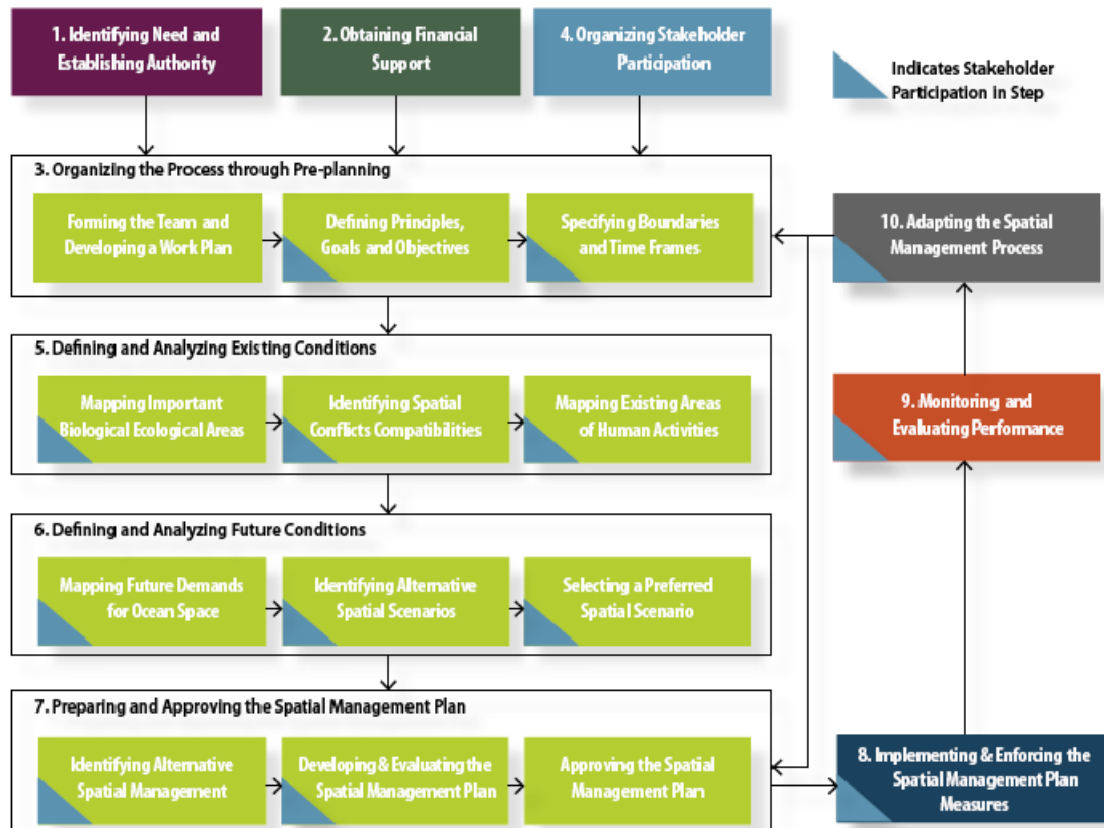 1. Identifying Need and
Establishing Authority
2. Obtaining Financial
Support
4. Organizing Stakeholder
Participation
Indicates Stakeholder
Participation in Step
3. Organizing the Process through Pre-planning
Forming the Team and
Developing a Work Plan
Defining Principles,
Goals and Objectives
Specifying Boundaries
and Time Frames
10. Adapting the Spatial
Management Process
5. Defining and Analyzing Existing Conditions
Mapping Important
Biological Ecological Areas
Identifying Spatial
Conflicts Compatibilities
Mapping Existing Areas
of Human Activities
9. Monitoring and
Evaluating Performance
6. Defining and Analyzing Future Conditions
Mapping Future Demands
for Ocean Space
Identifying Alternative
Spatial Scenarios
Selecting a Preferred
Spatial Scenario
7. Preparing and Approving the Spatial Management Plan
Identifying Alternative
Spatial Management
Developing & Evaluating the
Spatial Management Plan
Approving the Spatial
Management Plan
8. Implementing & Enforcing the
Spatial Management Plan
Measures